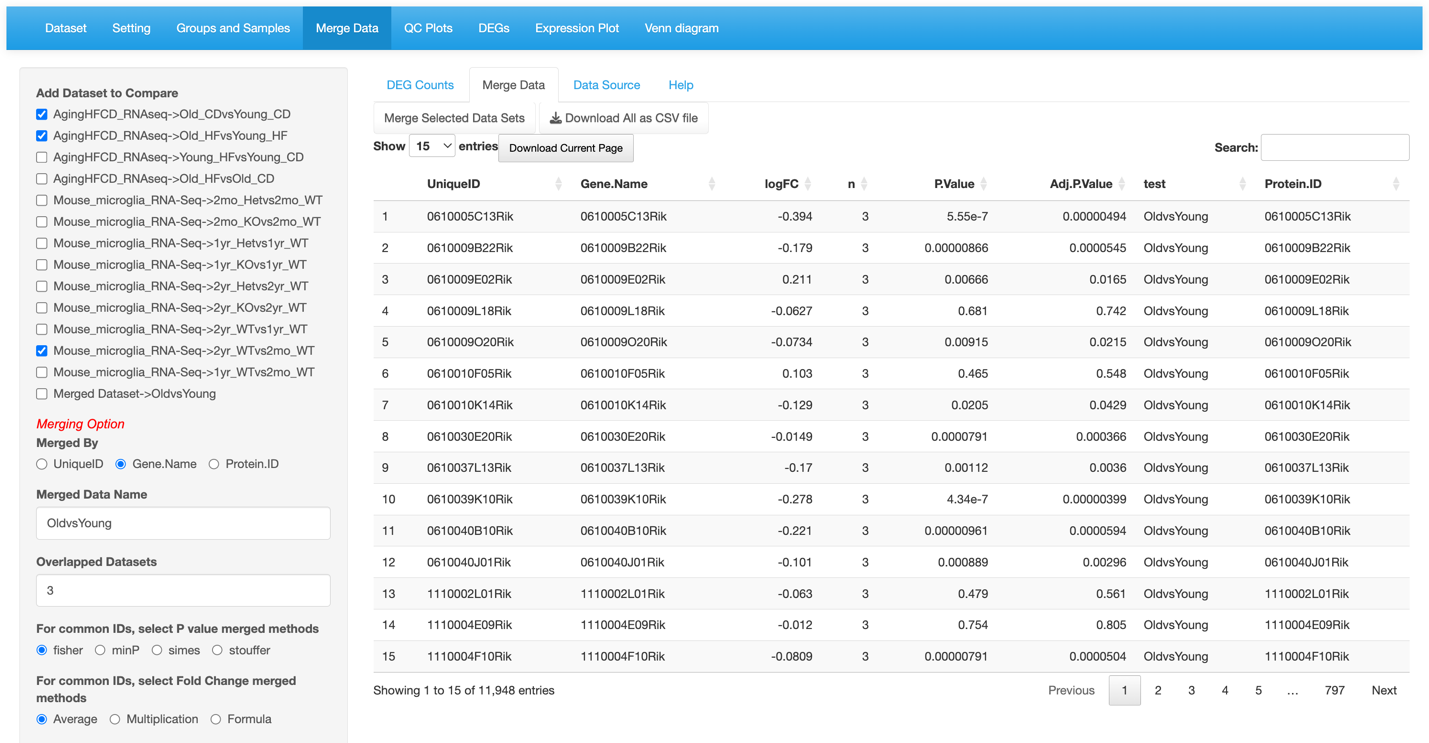 Dataset Setting Groups and Samples Merge Data QC Plots DEGs Expression Plot Venn diagram
Add Dataset to Compare
AgingHFCD_RNAseq->Old_CDvsYoung_CD
AgingHFCD_RNAseq->Old_HFvsYoung_HF
AgingHFCD_RNAseq->Young_HFvsYoung_CD
AgingHFCD_RNAseq->Old_HFvsOld_CD
Mouse_microglia_RNA-Seq->2mo_Hetvs2mo_WT
Mouse_microglia_RNA-Seq->2mo_KOvs2mo_WT
Mouse_microglia_RNA-Seq->1yr_Hetvs1yr_WT
Mouse_microglia_RNA-Seq->1yr_KOvs1yr_WT
Mouse_microglia_RNA-Seq->2yr_Hetvs2yr_WT
Mouse_microglia_RNA-Seq->2yr_KOvs2yr_WT
Mouse_microglia_RNA-Seq->2yr_WTvs1yr_WT
Mouse_microglia_RNA-Seq->2yr_WTvs2mo_WT
Mouse_microglia_RNA-Seq->1yr_WTvs2mo_WT
Merged Dataset->OldvsYoung
Merging Option
Merged By
UniqueID Gene.Name Protein.ID
Merged Data Name
OldvsYoung
Overlapped Datasets
3
For common IDs, select P value merged methods
fisher minP simes stouffer
For common IDs, select Fold Change merged
methods
Average Multiplication Formula
DEG Counts Merge Data Data Source Help
Merge Selected Data Sets Download All as CSV file
Show 15 entries Download Current Page Search:
UniqueID Gene.Name logFC n P.Value Adj.P.Value test Protein.ID
1 0610005C13Rik 0610005C13Rik -0.394 3 5.55e-7 0.00000494 OldvsYoung 0610005C13Rik
2 0610009B22Rik 0610009B22Rik -0.179 3 0.00000866 0.0000545 OldvsYoung 0610009B22Rik
3 0610009E02Rik 0610009E02Rik 0.211 3 0.00666 0.0165 OldvsYoung 0610009E02Rik
4 0610009L18Rik 0610009L18Rik -0.0627 3 0.681 0.742 OldvsYoung 0610009L18Rik
5 0610009O20Rik 0610009O20Rik -0.0734 3 0.00915 0.0215 OldvsYoung 0610009O20Rik
6 0610010F05Rik 0610010F05Rik 0.103 3 0.465 0.548 OldvsYoung 0610010F05Rik
7 0610010K14Rik 0610010K14Rik -0.129 3 0.0205 0.0429 OldvsYoung 0610010K14Rik
8 0610030E20Rik 0610030E20Rik -0.0149 3 0.0000791 0.000366 OldvsYoung 0610030E20Rik
9 0610037L13Rik 0610037L13Rik -0.17 3 0.00112 0.0036 OldvsYoung 0610037L13Rik
10 0610039K10Rik 0610039K10Rik -0.278 3 4.34e-7 0.00000399 OldvsYoung 0610039K10Rik
11 0610040B10Rik 0610040B10Rik -0.221 3 0.00000961 0.0000594 OldvsYoung 0610040B10Rik
12 0610040J01Rik 0610040J01Rik -0.101 3 0.000889 0.00296 OldvsYoung 0610040J01Rik
13 1110002L01Rik 1110002L01Rik -0.063 3 0.479 0.561 OldvsYoung 1110002L01Rik
14 1110004E09Rik 1110004E09Rik -0.012 3 0.754 0.805 OldvsYoung 1110004E09Rik
15 1110004F10Rik 1110004F10Rik -0.0809 3 0.00000791 0.0000504 OldvsYoung 1110004F10Rik
Showing 1 to 15 of 11,948 entries Previous 1 2 3 4 5 … 797 Next